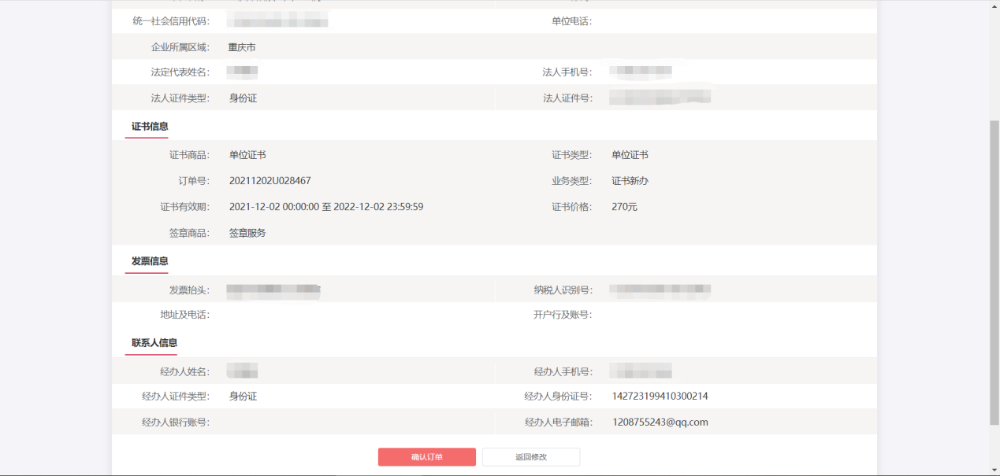 统一社会信用代码： 单位电话：
企业所属区域： 重庆市
法定代表姓名： 法人手机号：
法人证件类型： 身份证 法人证件号：
证书信息
证书商品： 单位证书 证书类型： 单位证书
订单号： 20211202U028467 业务类型： 证书新办
证书有效期： 2021-12-02 00:00:00 至 2022-12-02 23:59:59 证书价格： 270元
签章商品： 签章服务
发票信息
发票抬头： 纳税人识别号：
地址及电话： 开户行及账号：
联系人信息
经办人姓名： 经办人手机号：
经办人证件类型： 身份证 经办人身份证号： 142723199410300214
经办人银行账号： 经办人电子邮箱： 1208755243@qq.com
确认订单 返回修改